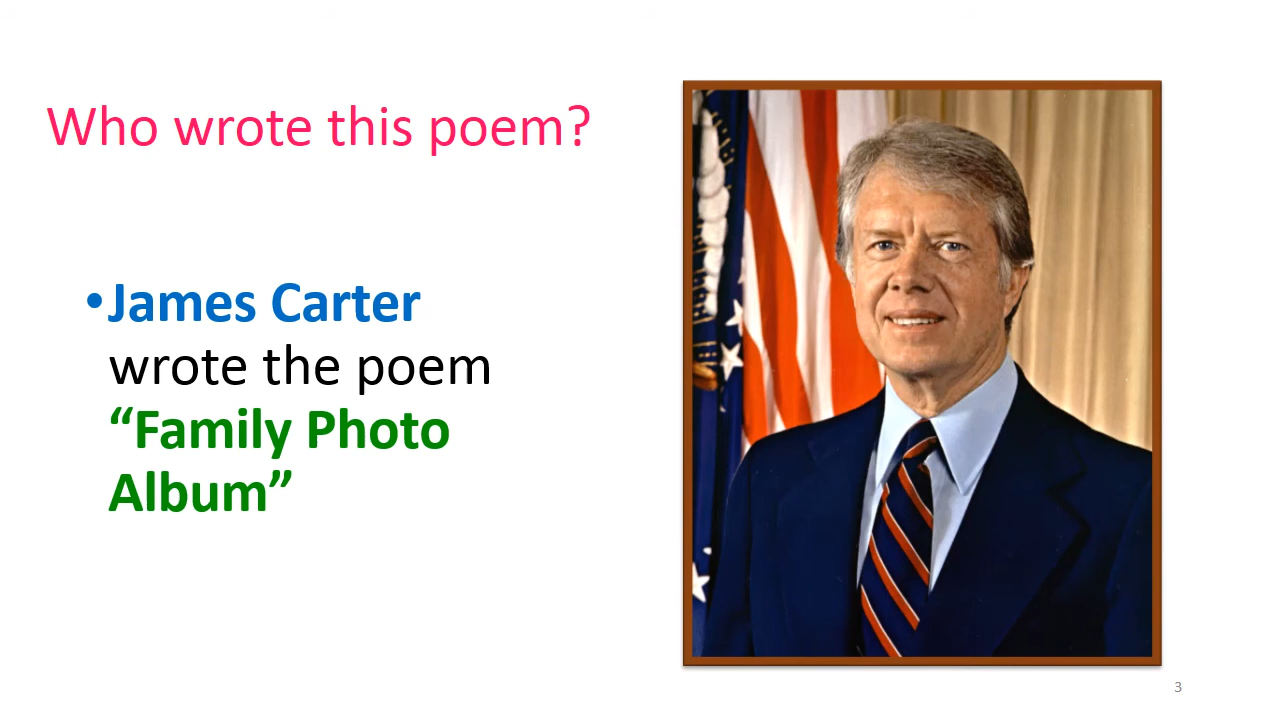 Who wrote this poem?
•James Carter
wrote the poem
“Family Photo
Album”
3